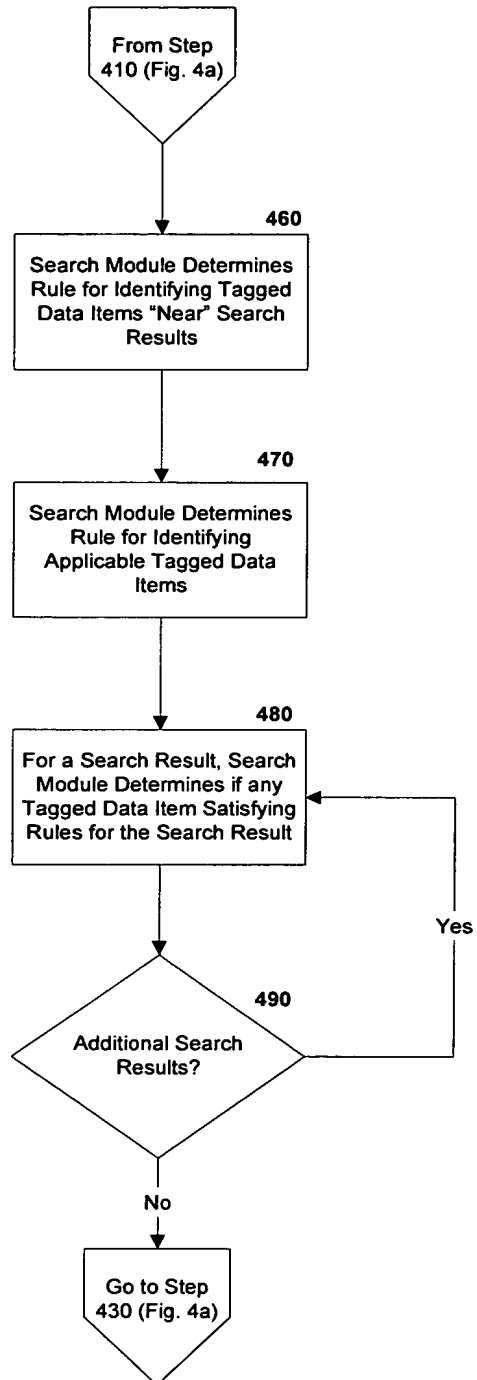 From Step
410 (Fig. 4a)
460
Search Module Determines
Rule for Identifying Tagged
Data Items “Near” Search
Results
470
Search Module Determines
Rule for Identifying
Applicable Tagged Data
Items
480
For a Search Result, Search
Module Determines if any
Tagged Data Item Satisfying
Rules for the Search Result
Yes
490
Additional Search
Results?
No
Go to Step
430 (Fig. 4a)